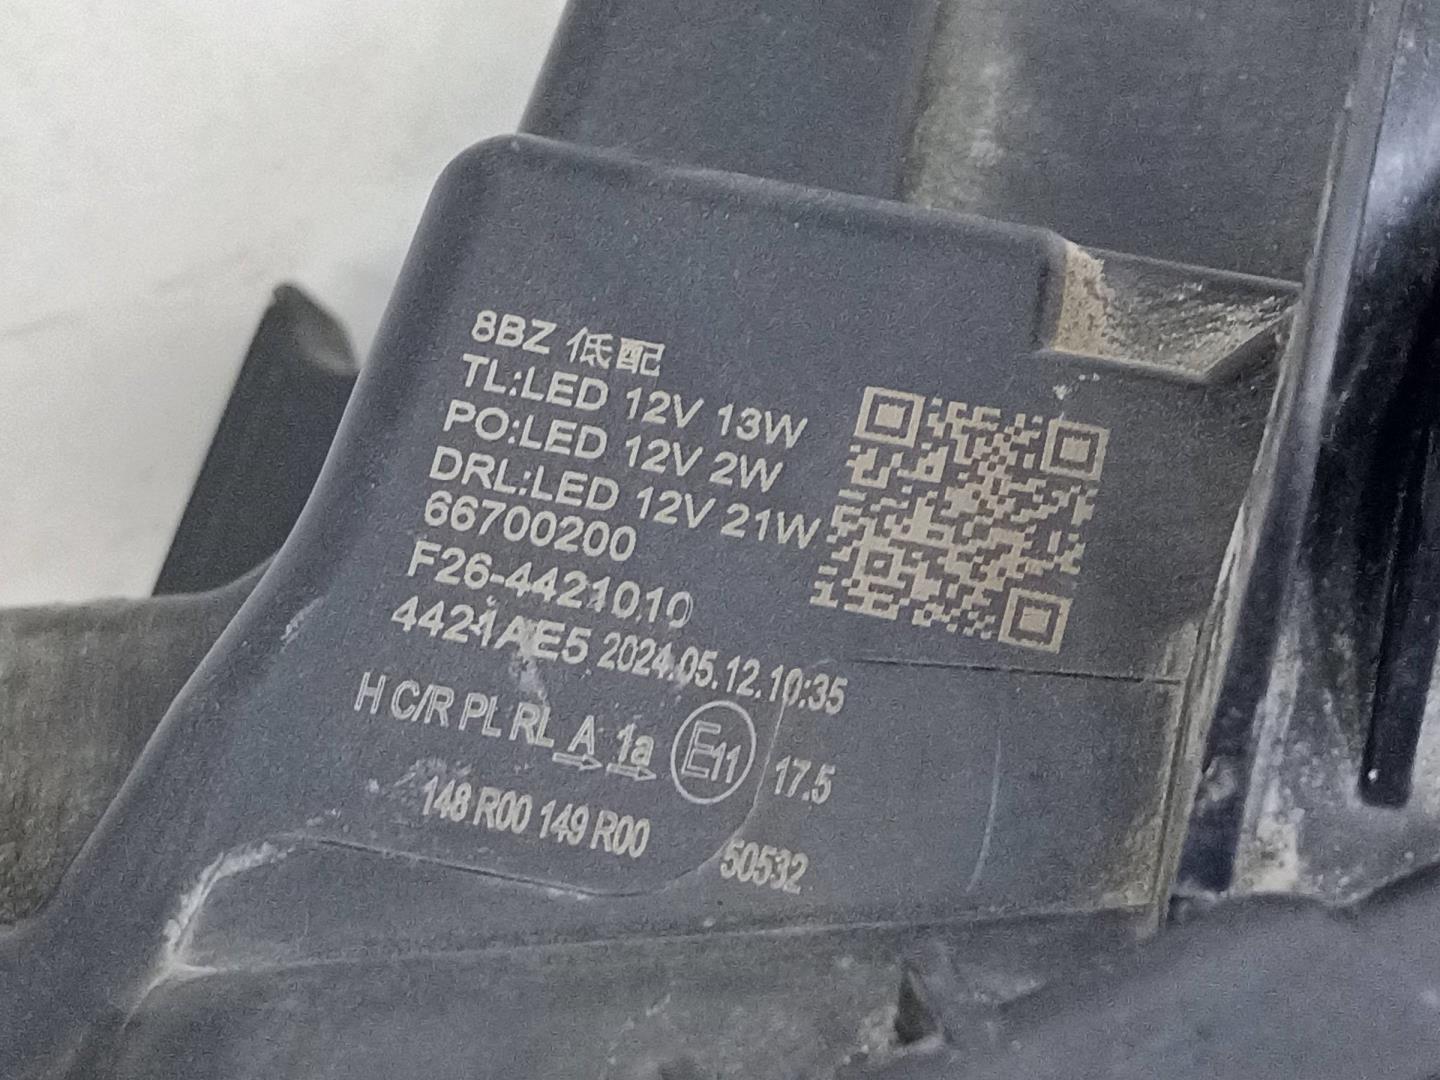 8BZ 低配
TL:LED 12V 13W
PO:LED 12V 2W
DRL:LED 12V 21W
66700200
F26-4421010
4421AE5 2024.05.12.10:35
H C/R PL RL A 1a E11 17.5
148 R00 149 R00 50532